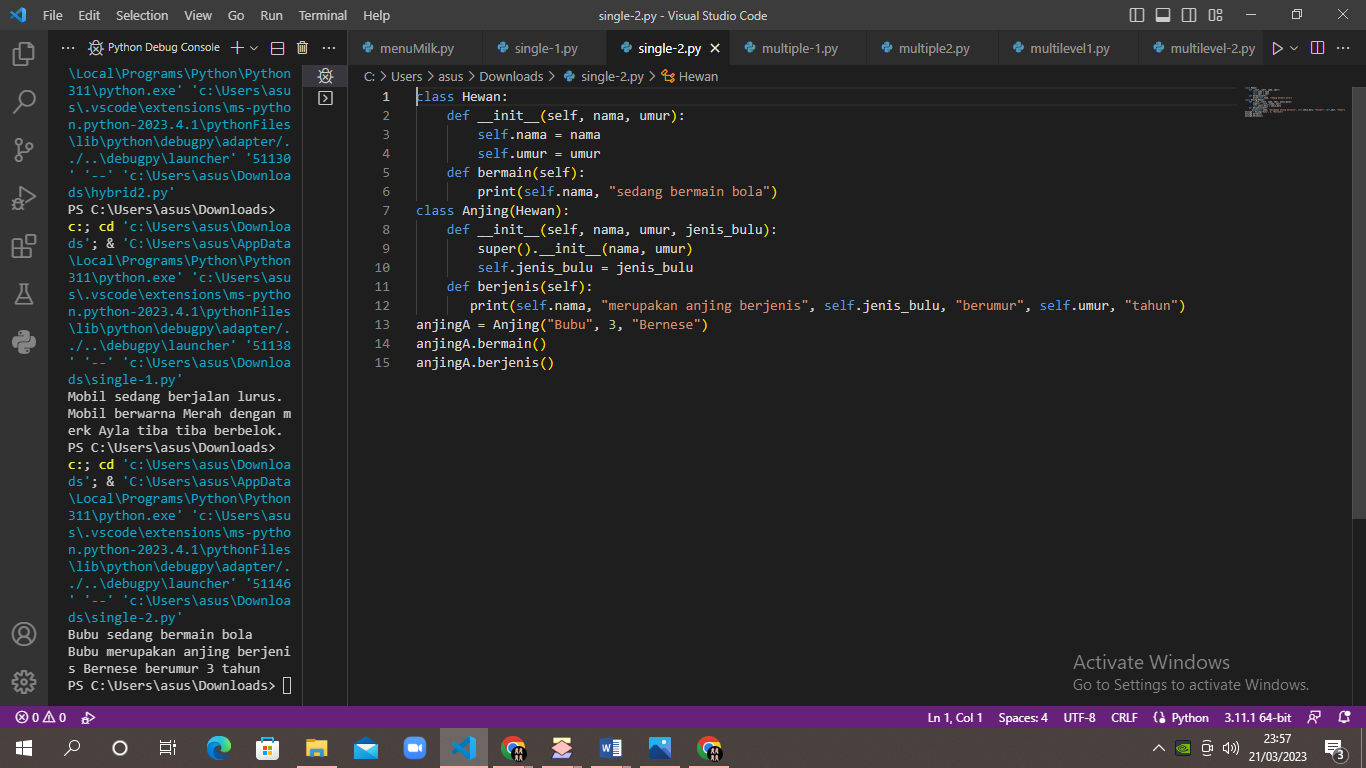 File Edit Selection View Go Run Terminal Help
single-2.py - Visual Studio Code
Python Debug Console
\Local\Programs\Python\Python
311\python.exe' 'c:\Users\asu
s\.vscode\extensions\ms-pytho
n.python-2023.4.1\pythonFiles
\lib\python\debugpy\adapter/.
./..\debugpy\launcher' '51130
' '--' 'c:\Users\asus\Downloa
ds\hybrid2.py'
PS C:\Users\asus\Downloads>
c:; cd 'c:\Users\asus\Downloa
ds'; & 'C:\Users\asus\AppData
\Local\Programs\Python\Python
311\python.exe' 'c:\Users\asu
s\.vscode\extensions\ms-pytho
n.python-2023.4.1\pythonFiles
\lib\python\debugpy\adapter/.
./..\debugpy\launcher' '51138
' '--' 'c:\Users\asus\Downloa
ds\single-1.py'
Mobil sedang berjalan lurus.
Mobil berwarna Merah dengan m
erk Ayla tiba tiba berbelok.
PS C:\Users\asus\Downloads>
c:; cd 'c:\Users\asus\Downloa
ds'; & 'C:\Users\asus\AppData
\Local\Programs\Python\Python
311\python.exe' 'c:\Users\asu
s\.vscode\extensions\ms-pytho
n.python-2023.4.1\pythonFiles
\lib\python\debugpy\adapter/.
./..\debugpy\launcher' '51146
' '--' 'c:\Users\asus\Downloa
ds\single-2.py'
Bubu sedang bermain bola
Bubu merupakan anjing berjeni
s Bernese berumur 3 tahun
PS C:\Users\asus\Downloads>
menuMilk.py single-1.py single-2.py multiple-1.py multiple2.py multilevel1.py multilevel-2.py
C: > Users > asus > Downloads > single-2.py > Hewan
1 class Hewan:
2     def __init__(self, nama, umur):
3         self.nama = nama
4         self.umur = umur
5     def bermain(self):
6         print(self.nama, "sedang bermain bola")
7 class Anjing(Hewan):
8     def __init__(self, nama, umur, jenis_bulu):
9         super().__init__(nama, umur)
10         self.jenis_bulu = jenis_bulu
11     def berjenis(self):
12        print(self.nama, "merupakan anjing berjenis", self.jenis_bulu, "berumur", self.umur, "tahun")
13 anjingA = Anjing("Bubu", 3, "Bernese")
14 anjingA.bermain()
15 anjingA.berjenis()
Activate Windows
Go to Settings to activate Windows.
0 0
Ln 1, Col 1 Spaces: 4 UTF-8 CRLF Python 3.11.1 64-bit
23:57
21/03/2023
3